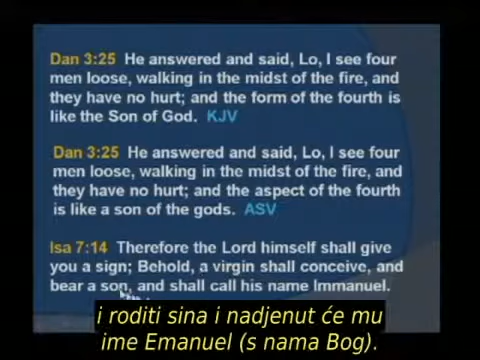 Dan 3:25 He answered and said, Lo, I see four
men loose, walking in the midst of the fire, and
they have no hurt; and the form of the fourth is
like the Son of God. KJV
Dan 3:25 He answered and said, Lo, I see four
men loose, walking in the midst of the fire, and
they have no hurt; and the aspect of the fourth
is like a son of the gods. ASV
Isa 7:14 Therefore the Lord himself shall give
you a sign; Behold, a virgin shall conceive, and
bear a son, and shall call his name Immanuel.
i roditi sina i nadjenut će mu
ime Emanuel (s nama Bog).